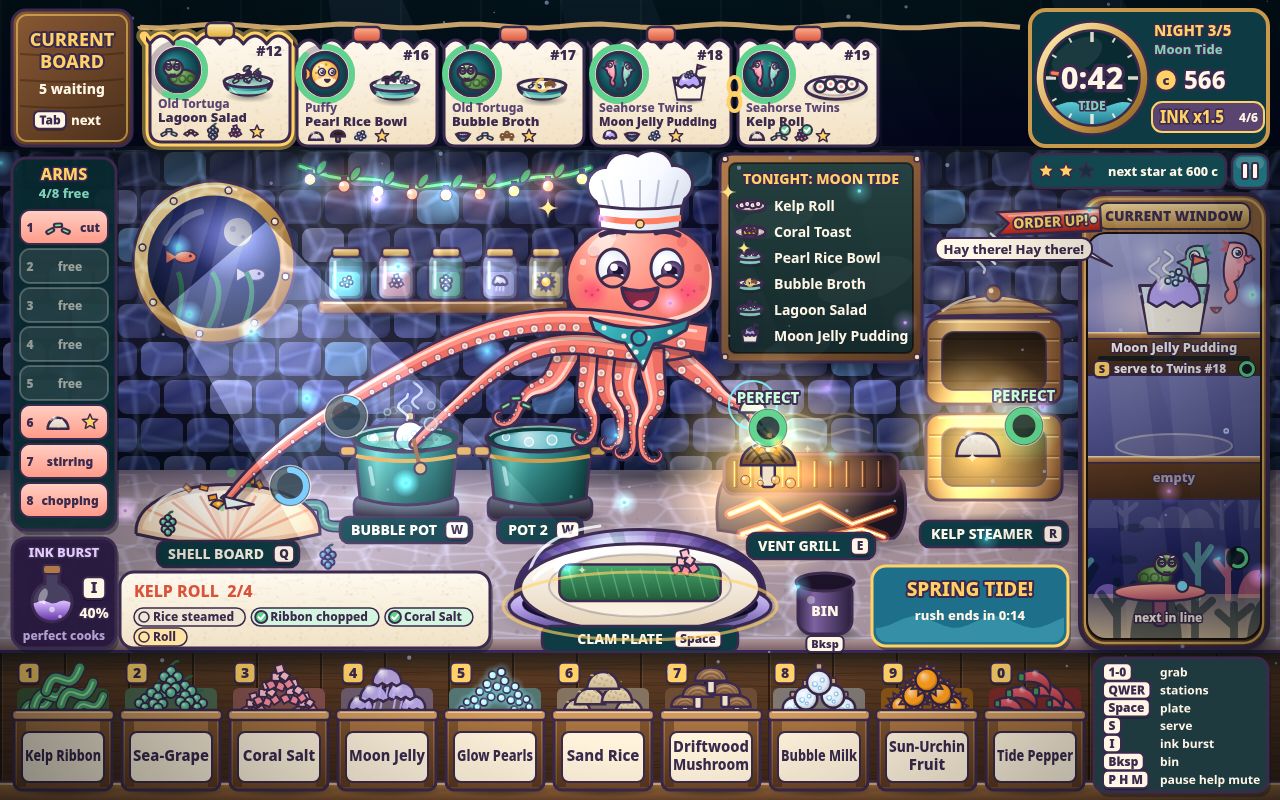 CURRENT
BOARD
5 waiting
Tab next
#12
Old Tortuga
Lagoon Salad
#16
Puffy
Pearl Rice Bowl
#17
Old Tortuga
Bubble Broth
#18
Seahorse Twins
Moon Jelly Pudding
8
#19
Seahorse Twins
Kelp Roll
0:42
TIDE
NIGHT 3/5
Moon Tide
c 566
INK x1.5 4/6
next star at 600 c
ARMS
4/8 free
1 cut
2 free
3 free
4 free
5 free
6
7 stirring
8 chopping
TONIGHT: MOON TIDE
Kelp Roll
Coral Toast
Pearl Rice Bowl
Bubble Broth
Lagoon Salad
Moon Jelly Pudding
ORDER UP!
Hay there! Hay there!
CURRENT WINDOW
Moon Jelly Pudding
S serve to Twins #18
empty
next in line
PERFECT
PERFECT
BUBBLE POT W
POT 2 W
SHELL BOARD Q
VENT GRILL E
KELP STEAMER R
INK BURST
I
40%
perfect cooks
KELP ROLL 2/4
Rice steamed
Ribbon chopped
Coral Salt
Roll
CLAM PLATE Space
BIN
Bksp
SPRING TIDE!
rush ends in 0:14
1
Kelp Ribbon
2
Sea-Grape
3
Coral Salt
4
Moon Jelly
5
Glow Pearls
6
Sand Rice
7
Driftwood
Mushroom
8
Bubble Milk
9
Sun-Urchin
Fruit
0
Tide Pepper
1-0 grab
QWER stations
Space plate
S serve
I ink burst
Bksp bin
P H M pause help mute